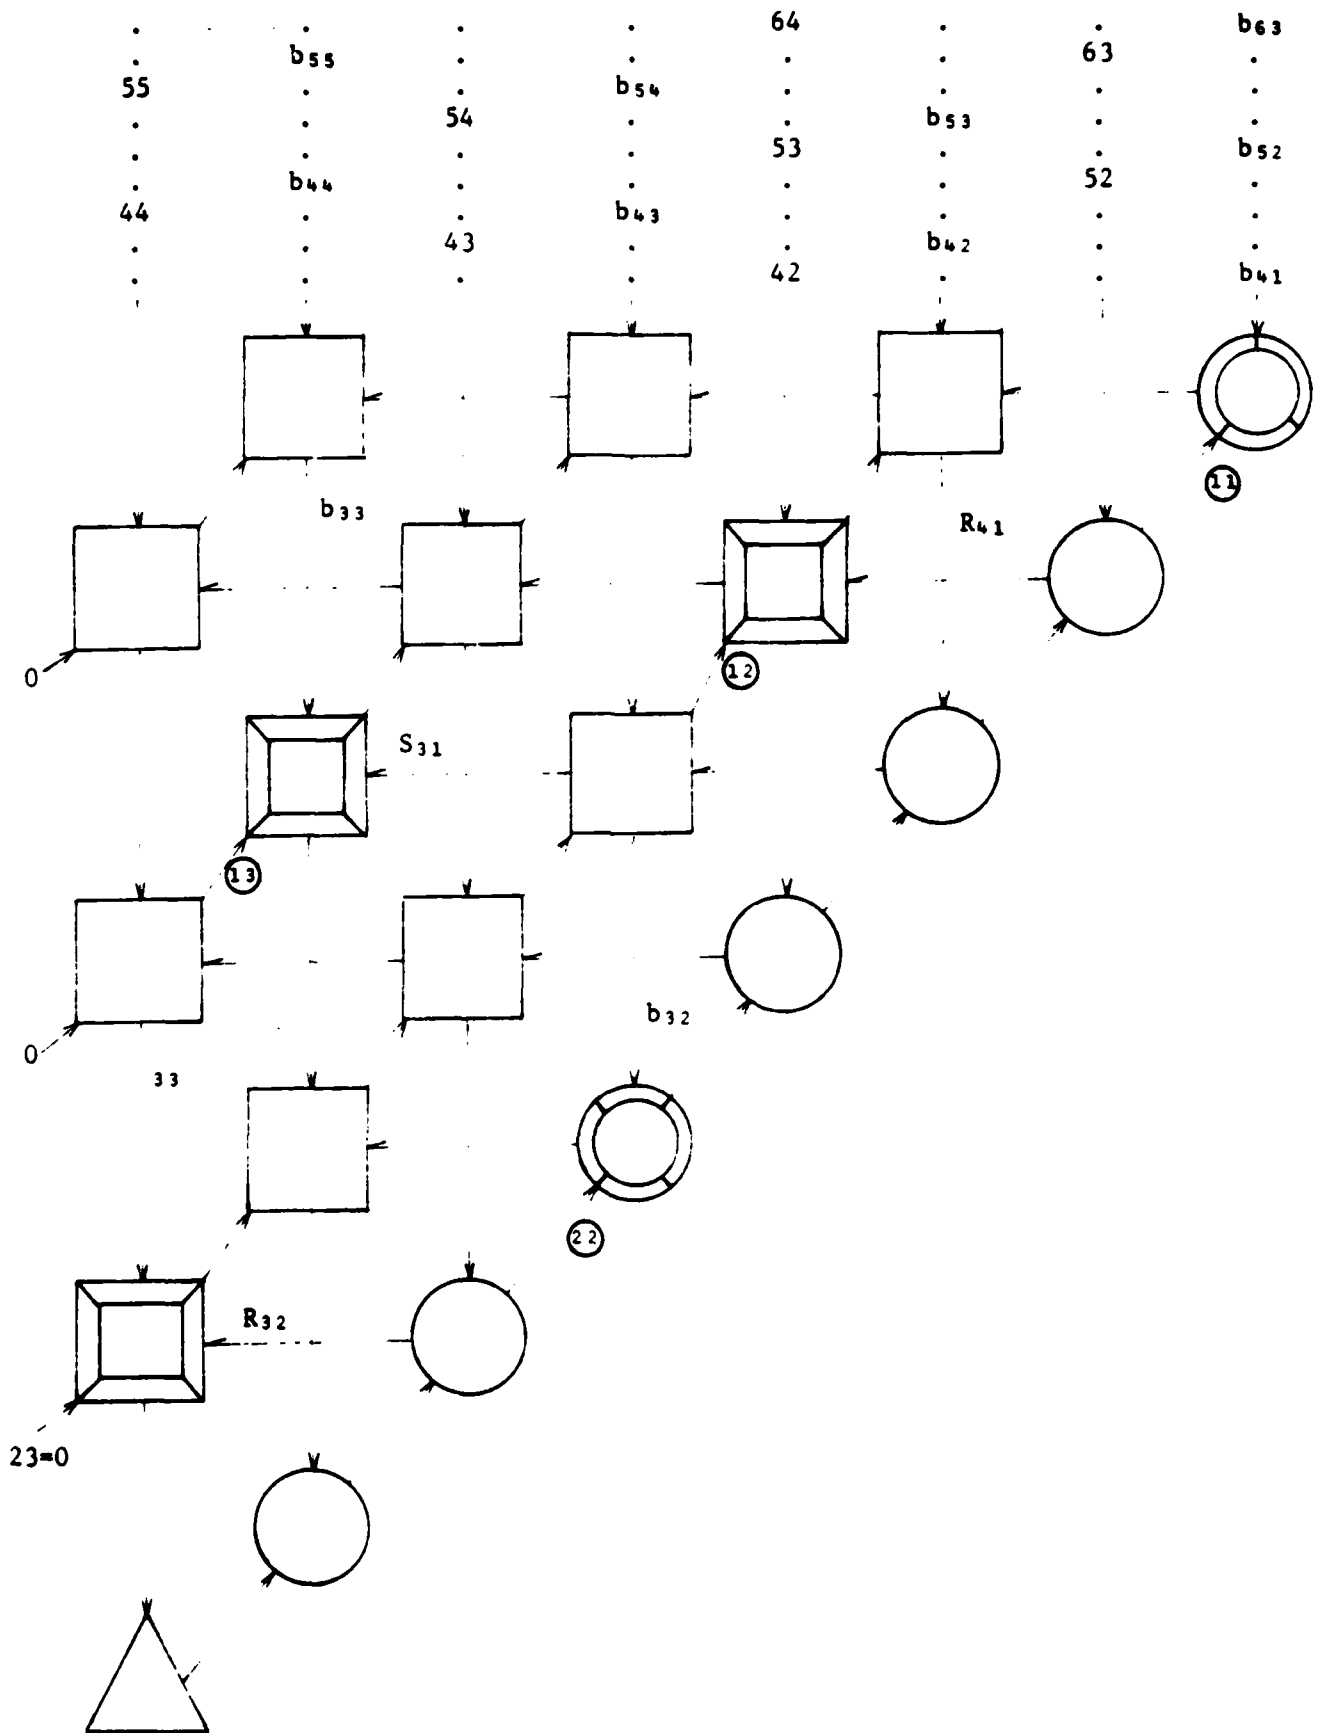 64 b₆₃
b₅₅ 63
55 b₅₄
54 b₅₃
53 b₅₂
b₄₄ 52
44 b₄₃
43 b₄₂
42 b₄₁
11
b₃₃ R₄₁
0 12
S₃₁
13
b₃₂
0
33
22
R₃₂
23=0